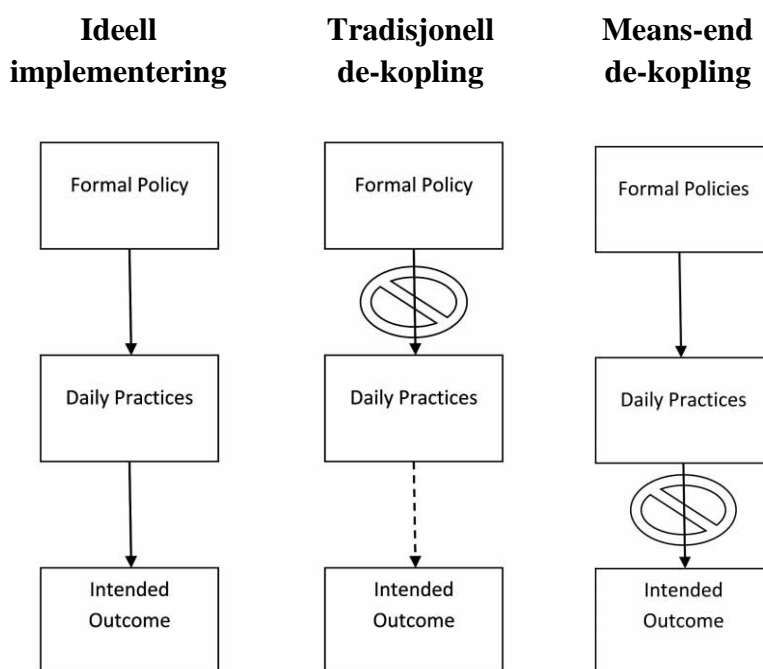 Ideell
implementering
Tradisjonell
de-kopling
Means-end
de-kopling
Formal Policy
Formal Policy
Formal Policies
Daily Practices
Daily Practices
Daily Practices
Intended
Outcome
Intended
Outcome
Intended
Outcome